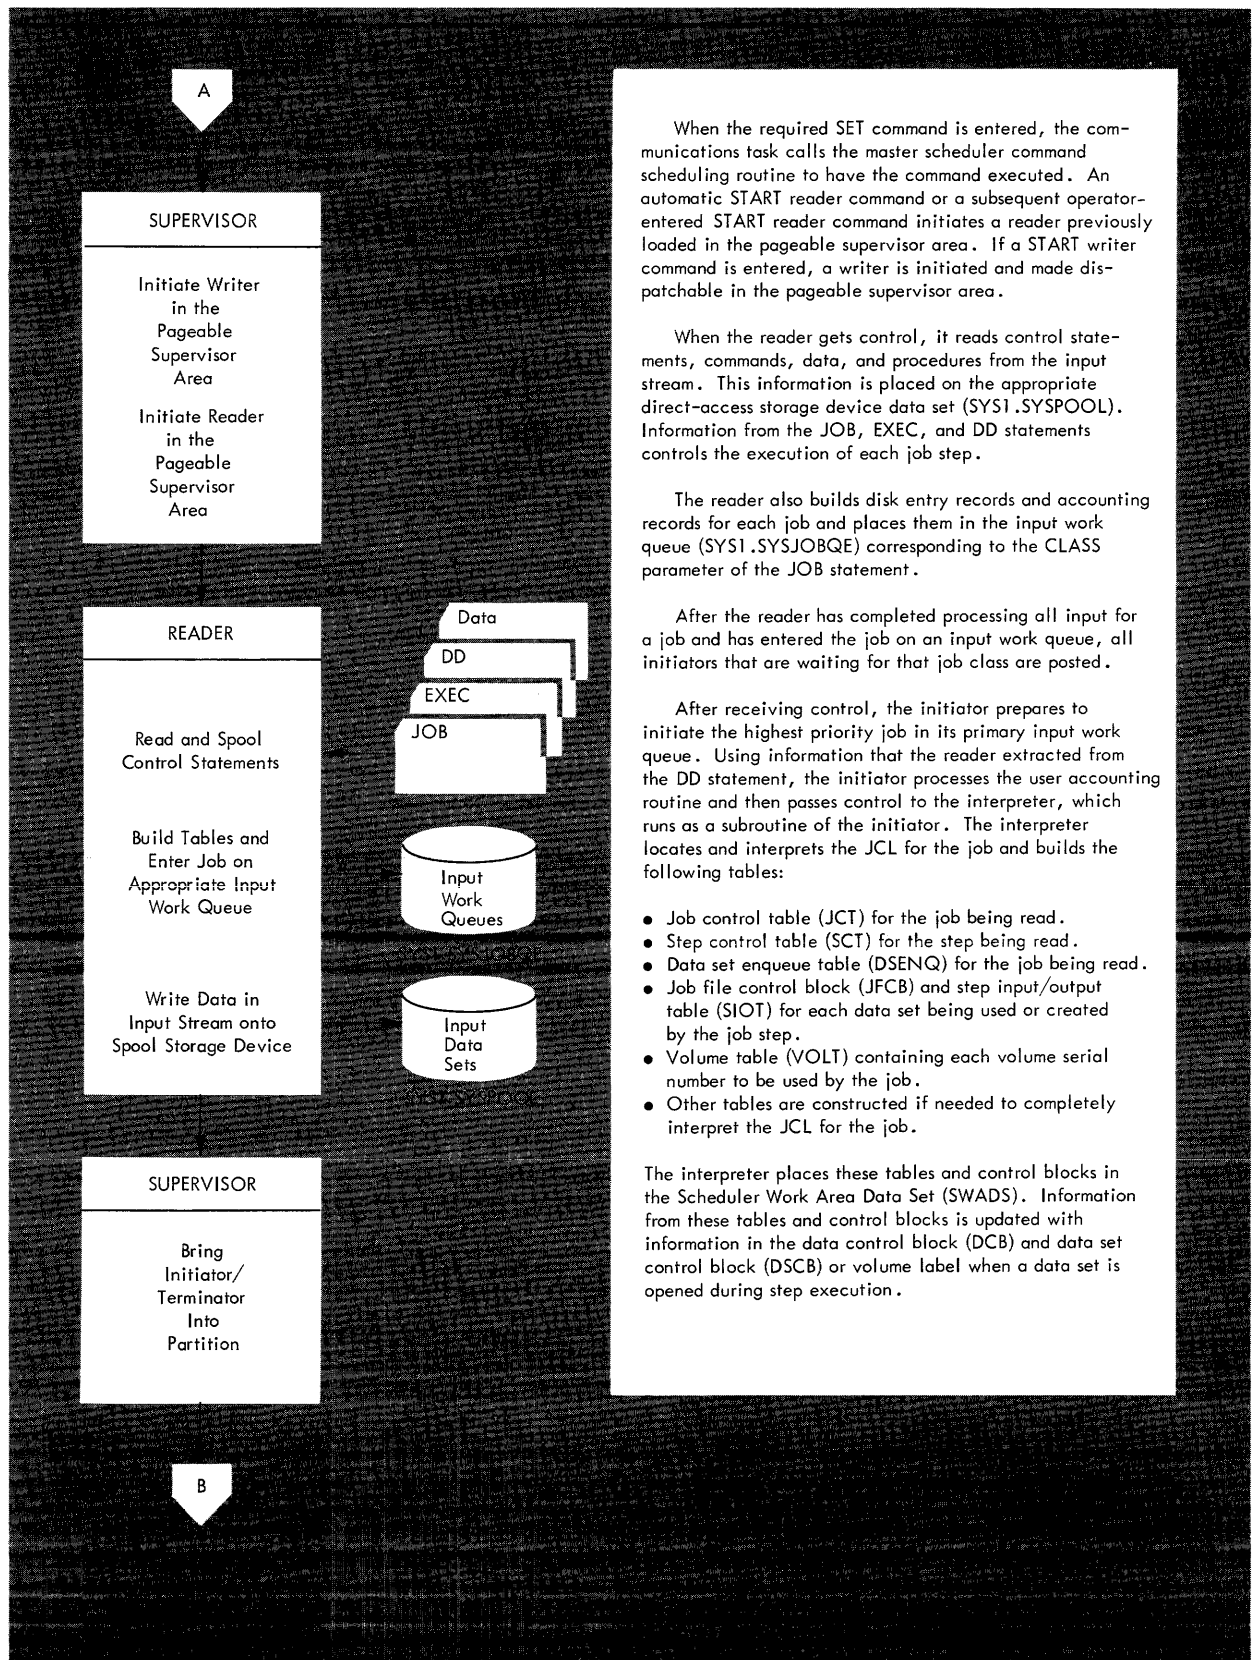 A
SUPERVISOR
Initiate Writer
in the
Pageable
Supervisor
Area
Initiate Reader
in the
Pageable
Supervisor
Area
READER
Read and Spool
Control Statements
Build Tables and
Enter Job on
Appropriate Input
Work Queue
Write Data in
Input Stream onto
Spool Storage Device
SUPERVISOR
Bring
Initiator/
Terminator
Into
Partition
B
Data
DD
EXEC
JOB
Input
Work
Queues
SYS1.SYSJOBQE
Input
Data
Sets
SYS1.SYSPOOL
When the required SET command is entered, the com-
munications task calls the master scheduler command
scheduling routine to have the command executed. An
automatic START reader command or a subsequent operator-
entered START reader command initiates a reader previously
loaded in the pageable supervisor area. If a START writer
command is entered, a writer is initiated and made dis-
patchable in the pageable supervisor area.
When the reader gets control, it reads control state-
ments, commands, data, and procedures from the input
stream. This information is placed on the appropriate
direct-access storage device data set (SYS1.SYSPOOL).
Information from the JOB, EXEC, and DD statements
controls the execution of each job step.
The reader also builds disk entry records and accounting
records for each job and places them in the input work
queue (SYS1.SYSJOBQE) corresponding to the CLASS
parameter of the JOB statement.
After the reader has completed processing all input for
a job and has entered the job on an input work queue, all
initiators that are waiting for that job class are posted.
After receiving control, the initiator prepares to
initiate the highest priority job in its primary input work
queue. Using information that the reader extracted from
the DD statement, the initiator processes the user accounting
routine and then passes control to the interpreter, which
runs as a subroutine of the initiator. The interpreter
locates and interprets the JCL for the job and builds the
following tables:
• Job control table (JCT) for the job being read.
• Step control table (SCT) for the step being read.
• Data set enqueue table (DSENQ) for the job being read.
• Job file control block (JFCB) and step input/output
table (SIOT) for each data set being used or created
by the job step.
• Volume table (VOLT) containing each volume serial
number to be used by the job.
• Other tables are constructed if needed to completely
interpret the JCL for the job.
The interpreter places these tables and control blocks in
the Scheduler Work Area Data Set (SWADS). Information
from these tables and control blocks is updated with
information in the data control block (DCB) and data set
control block (DSCB) or volume label when a data set is
opened during step execution.